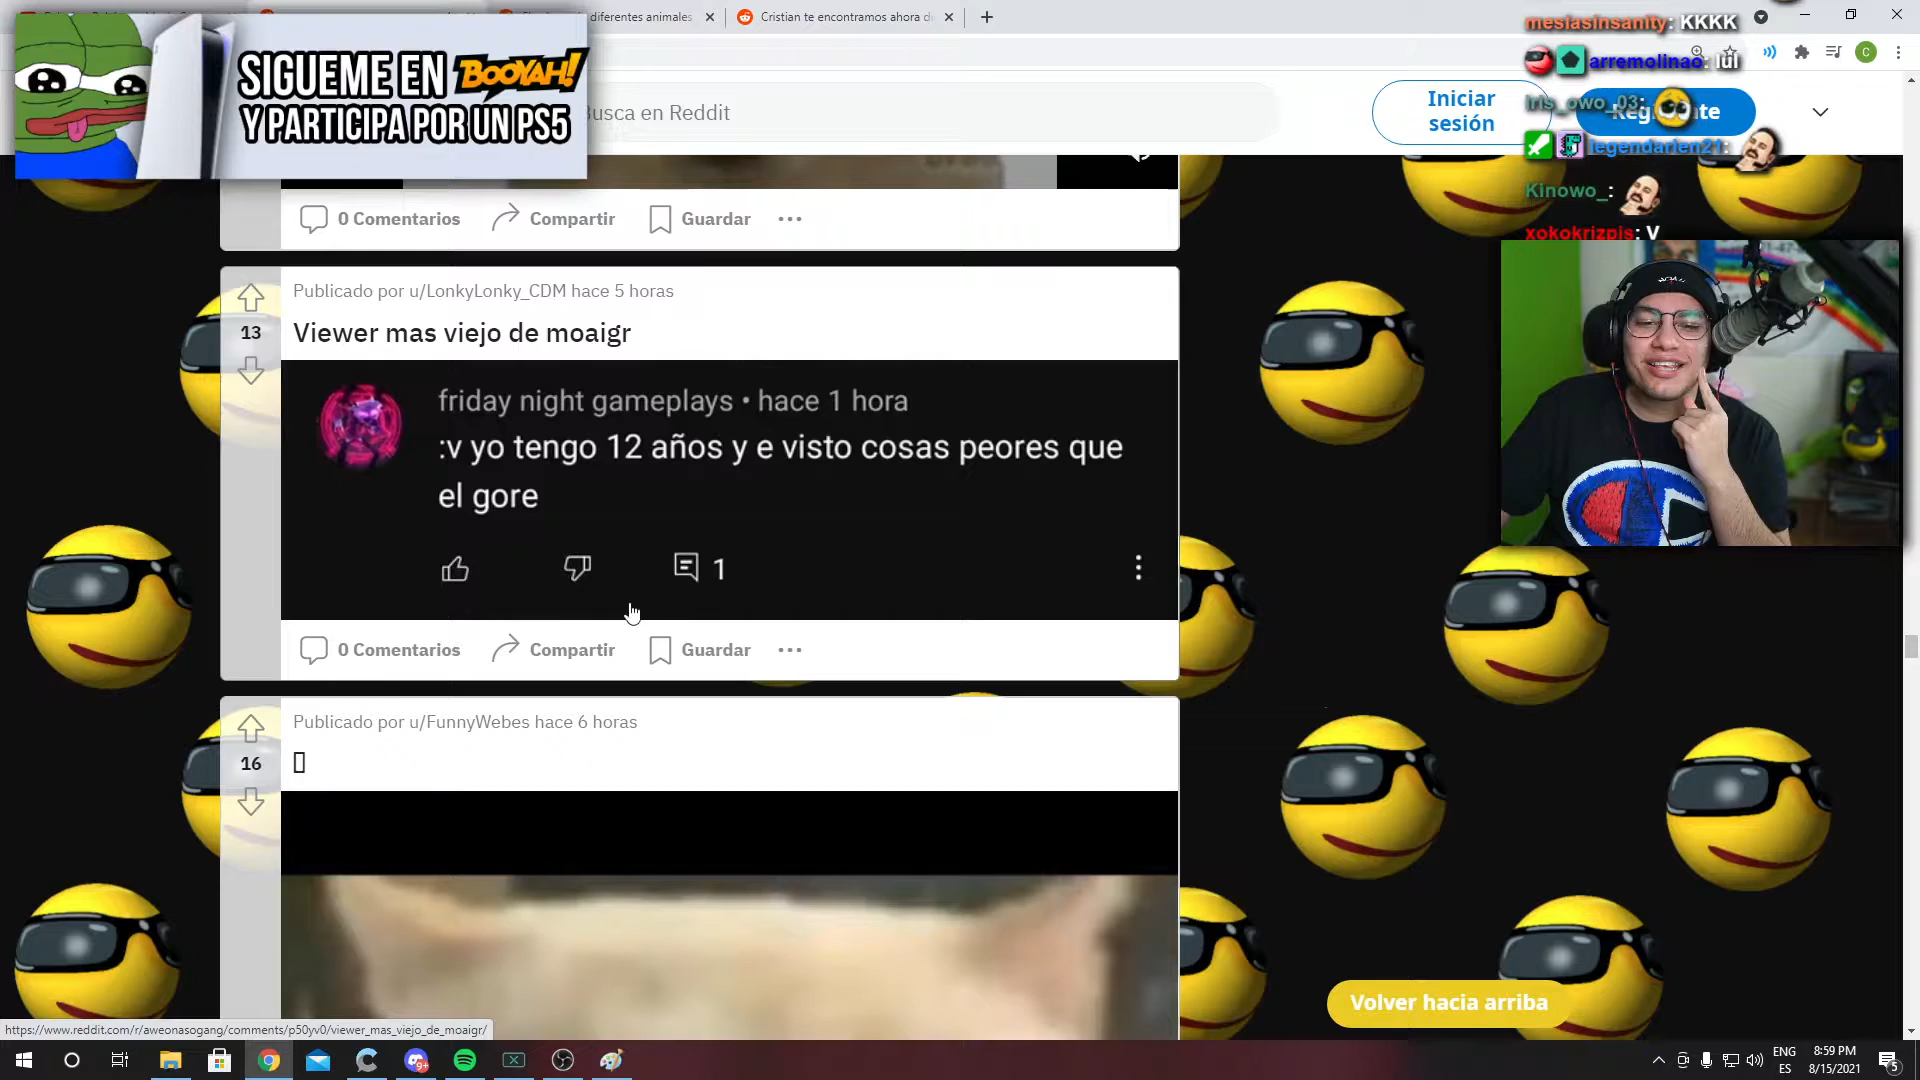 diferentes animales
Cristian te encontramos ahora d
SIGUEME EN BOOYAH!
Y PARTICIPA POR UN PS5
Busca en Reddit
Iniciar sesión
mesiasinsanity: KKKK
arremolinao: lul
iris_owo_03:
legendarien21:
Kinowo_:
xokokrizpis: V
0 Comentarios Compartir Guardar
Publicado por u/LonkyLonky_CDM hace 5 horas
13
Viewer mas viejo de moaigr
friday night gameplays • hace 1 hora
:v yo tengo 12 años y e visto cosas peores que
el gore
1
0 Comentarios Compartir Guardar
Publicado por u/FunnyWebes hace 6 horas
16
Volver hacia arriba
https://www.reddit.com/r/aweonasogang/comments/p50yv0/viewer_mas_viejo_de_moaigr/
ENG
ES
8:59 PM
8/15/2021
5